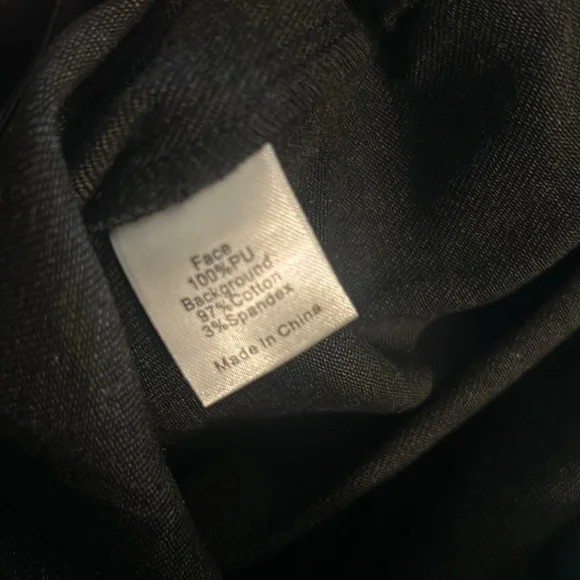 Face
100%PU
Background
97%Cotton
3%Spandex
Made in China